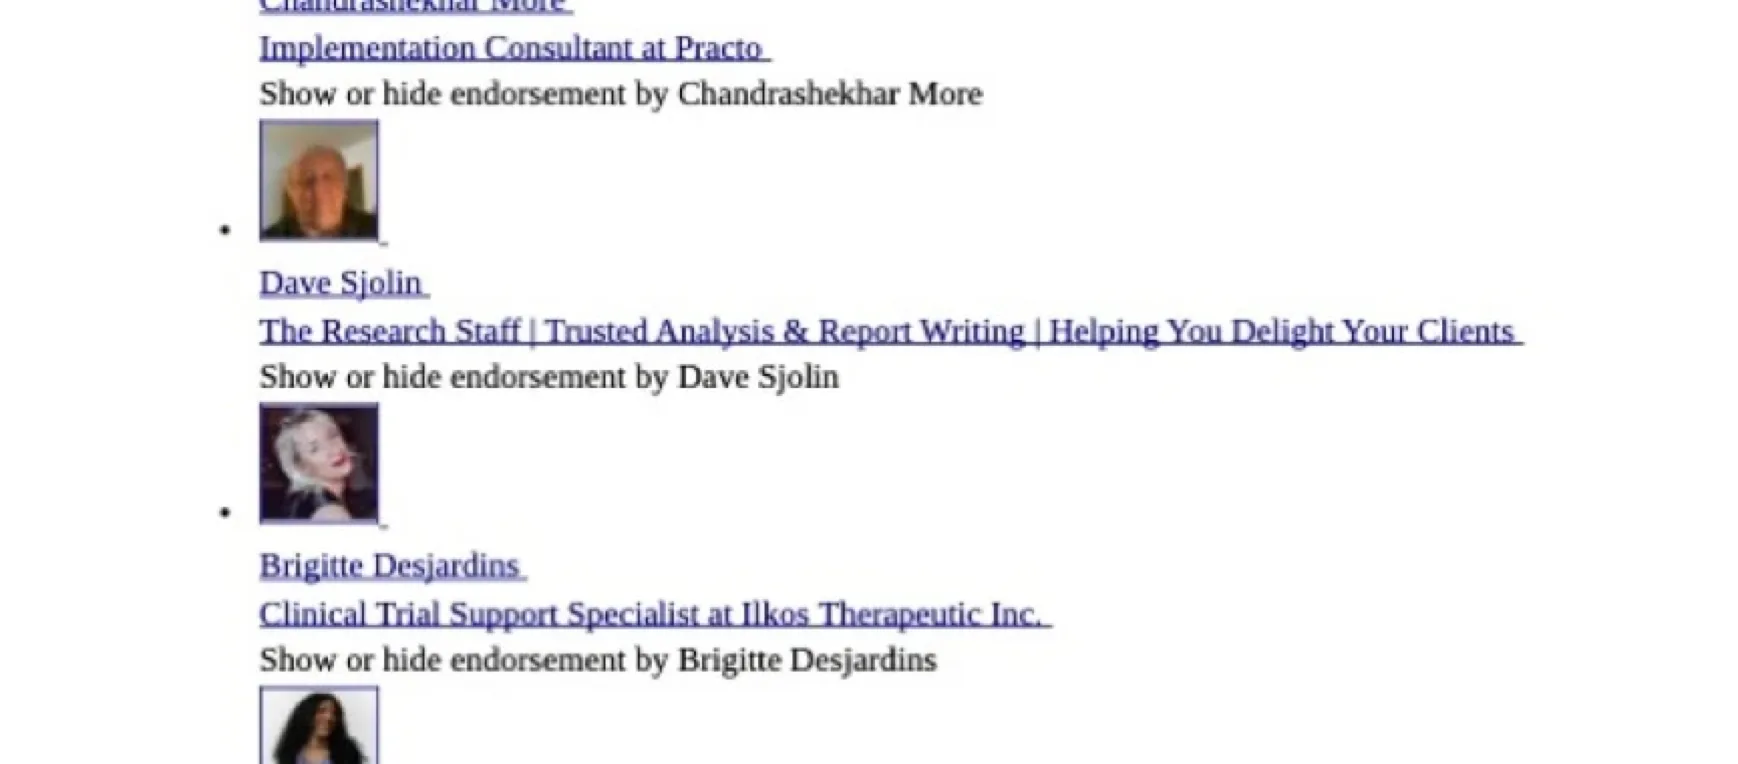 Chandrashekhar More
Implementation Consultant at Practo
Show or hide endorsement by Chandrashekhar More
Dave Sjolin
The Research Staff | Trusted Analysis & Report Writing | Helping You Delight Your Clients
Show or hide endorsement by Dave Sjolin
Brigitte Desjardins
Clinical Trial Support Specialist at Ilkos Therapeutic Inc.
Show or hide endorsement by Brigitte Desjardins